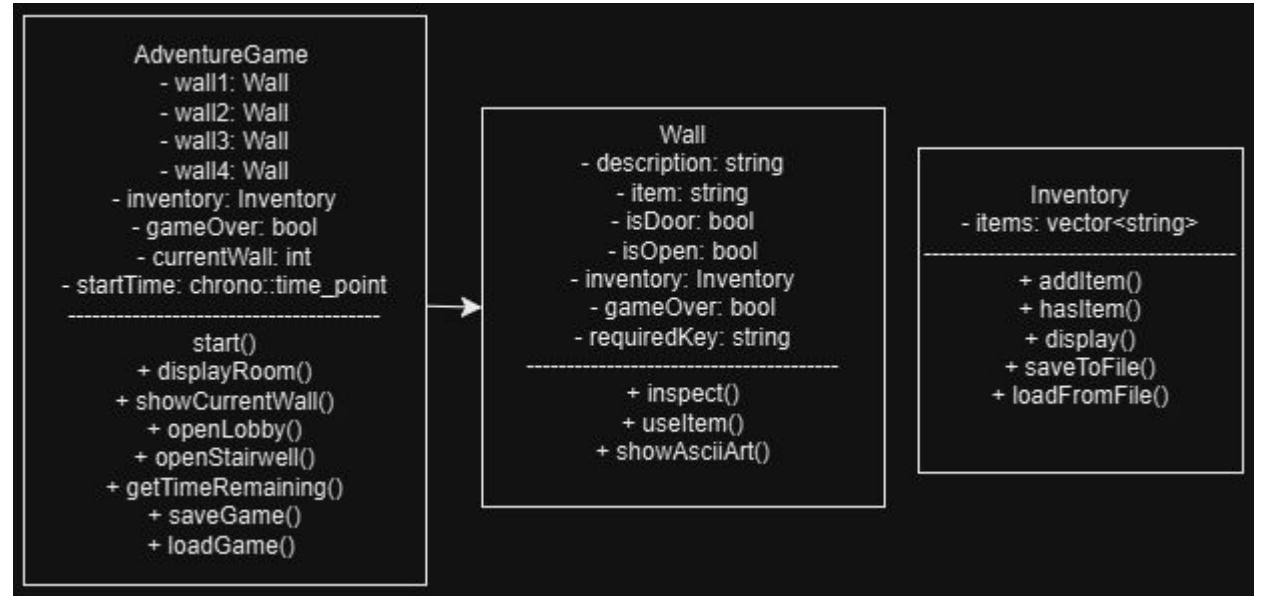 AdventureGame
- wall1: Wall
- wall2: Wall
- wall3: Wall
- wall4: Wall
- inventory: Inventory
- gameOver: bool
- currentWall: int
- startTime: chrono::time_point
---------------------------------------
start()
+ displayRoom()
+ showCurrentWall()
+ openLobby()
+ openStairwell()
+ getTimeRemaining()
+ saveGame()
+ loadGame()
Wall
- description: string
- item: string
- isDoor: bool
- isOpen: bool
- inventory: Inventory
- gameOver: bool
- requiredKey: string
---------------------------------------
+ inspect()
+ useItem()
+ showAsciiArt()
Inventory
- items: vector<string>
---------------------------------------
+ addItem()
+ hasItem()
+ display()
+ saveToFile()
+ loadFromFile()